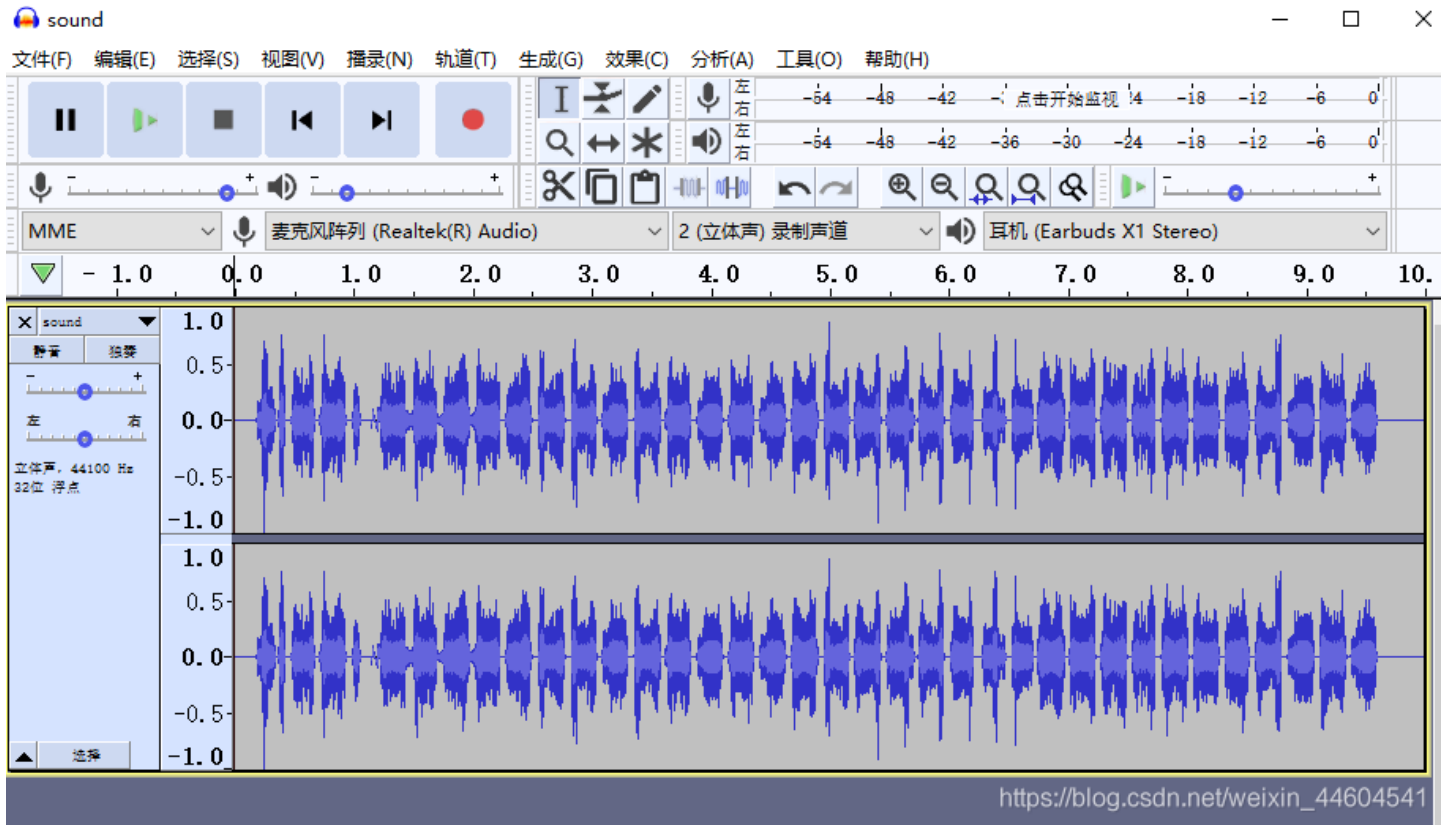 sound
文件(F) 编辑(E) 选择(S) 视图(V) 播录(N) 轨道(T) 生成(G) 效果(C) 分析(A) 工具(O) 帮助(H)
左 右 -54 -48 -42 点击开始监视 -18 -12 -6 0
左 右 -54 -48 -42 -36 -30 -24 -18 -12 -6 0
- + - + - +
MME 麦克风阵列 (Realtek(R) Audio) 2 (立体声) 录制声道 耳机 (Earbuds X1 Stereo)
- 1.0 0.0 1.0 2.0 3.0 4.0 5.0 6.0 7.0 8.0 9.0 10.
X sound 1.0
静音 独奏
- + 0.5
左 右 0.0
立体声, 44100 Hz
32位 浮点 -0.5
-1.0
1.0
0.5
0.0
-0.5
选择 -1.0
https://blog.csdn.net/weixin_44604541